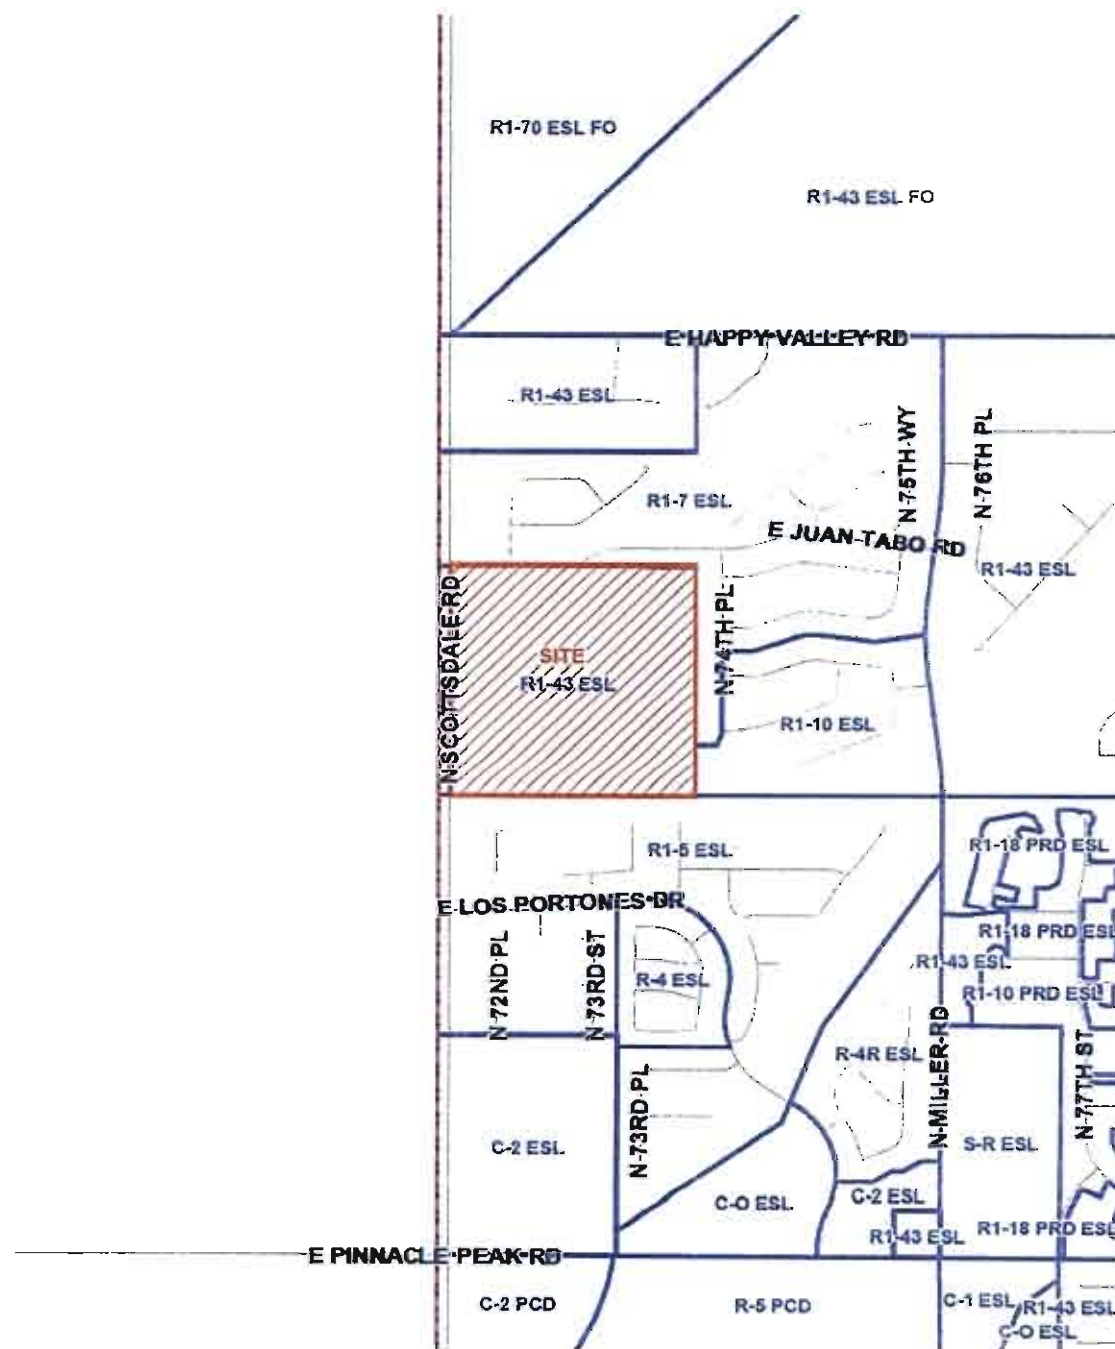 R1-70 ESL FO
R1-43 ESL FO
E HAPPY VALLEY RD
R1-43 ESL
N 75TH WY
N 76TH PL
R1-7 ESL
E JUAN TABO RD
R1-43 ESL
N SCOTTSDALE RD
SITE
R1-43 ESL
N 74TH PL
R1-10 ESL
R1-5 ESL
R1-18 PRD ESL
E LOS PORTONES DR
R1-18 PRD ESL
N 72ND PL
N 73RD ST
R-4 ESL
R1-43 ESL
R1-10 PRD ESL
R-4R ESL
N MILLER RD
N 77TH ST
N 73RD PL
C-2 ESL
S-R ESL
C-O ESL
C-2 ESL
R1-43 ESL
R1-18 PRD ESL
E PINNACLE PEAK RD
C-2 PCD
R-5 PCD
C-1 ESL
R1-43 ESL
C-O ESL